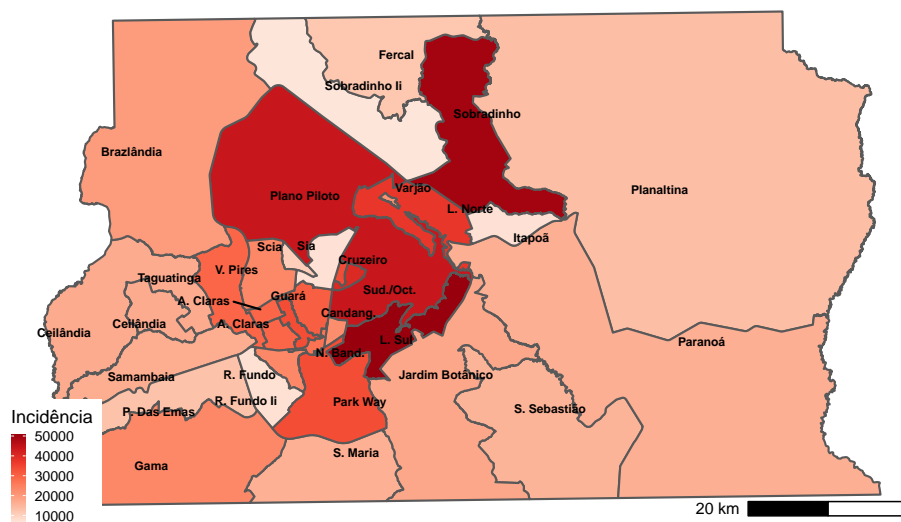 Fercal
Sobradinho Ii
Sobradinho
Brazlândia
Planaltina
Varjão
Plano Piloto
L. Norte
Itapoã
Scia
Sia
Cruzeiro
V. Pires
Taguatinga
Sud./Oct.
Guará
A. Claras
Candang.
A. Claras
Ceilândia
Ceilândia
L. Sul
Paranoá
N. Band.
Samambaia
R. Fundo
Jardim Botânico
R. Fundo Ii
Park Way
P. Das Emas
S. Sebastião
S. Maria
Gama
Incidência
50000
40000
30000
20000
10000
20 km